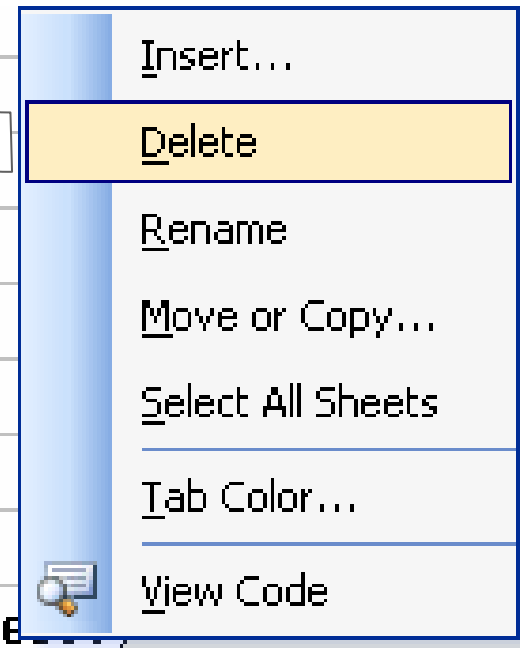 Insert...
Delete
Rename
Move or Copy...
Select All Sheets
Tab Color...
View Code